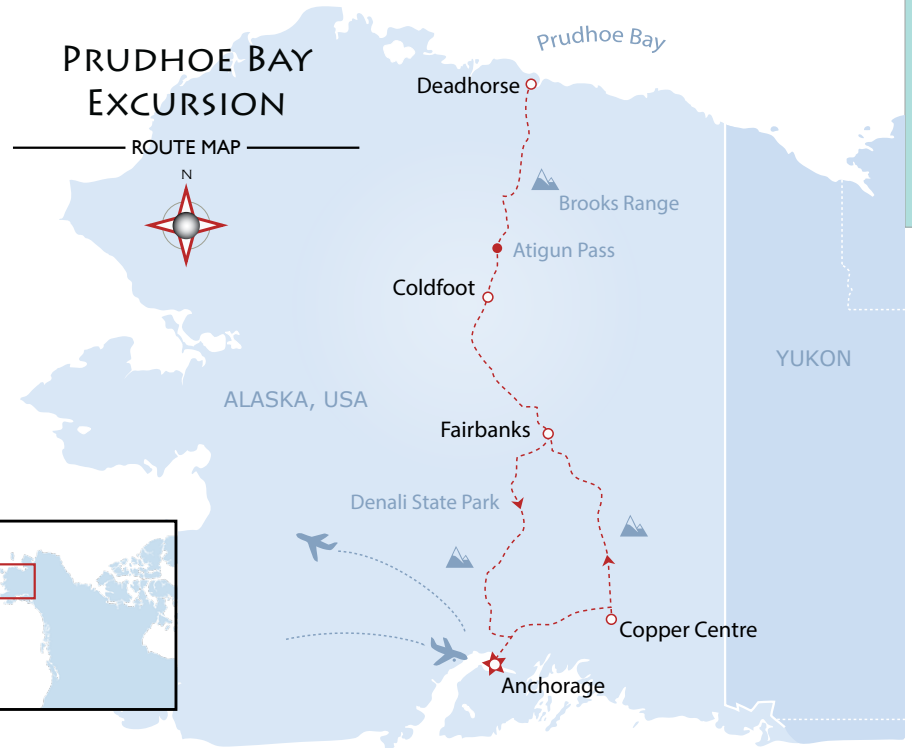 PRUDHOE BAY
EXCURSION
ROUTE MAP
N
Prudhoe Bay
Deadhorse
Brooks Range
Atigun Pass
Coldfoot
YUKON
ALASKA, USA
Fairbanks
Denali State Park
Copper Centre
Anchorage